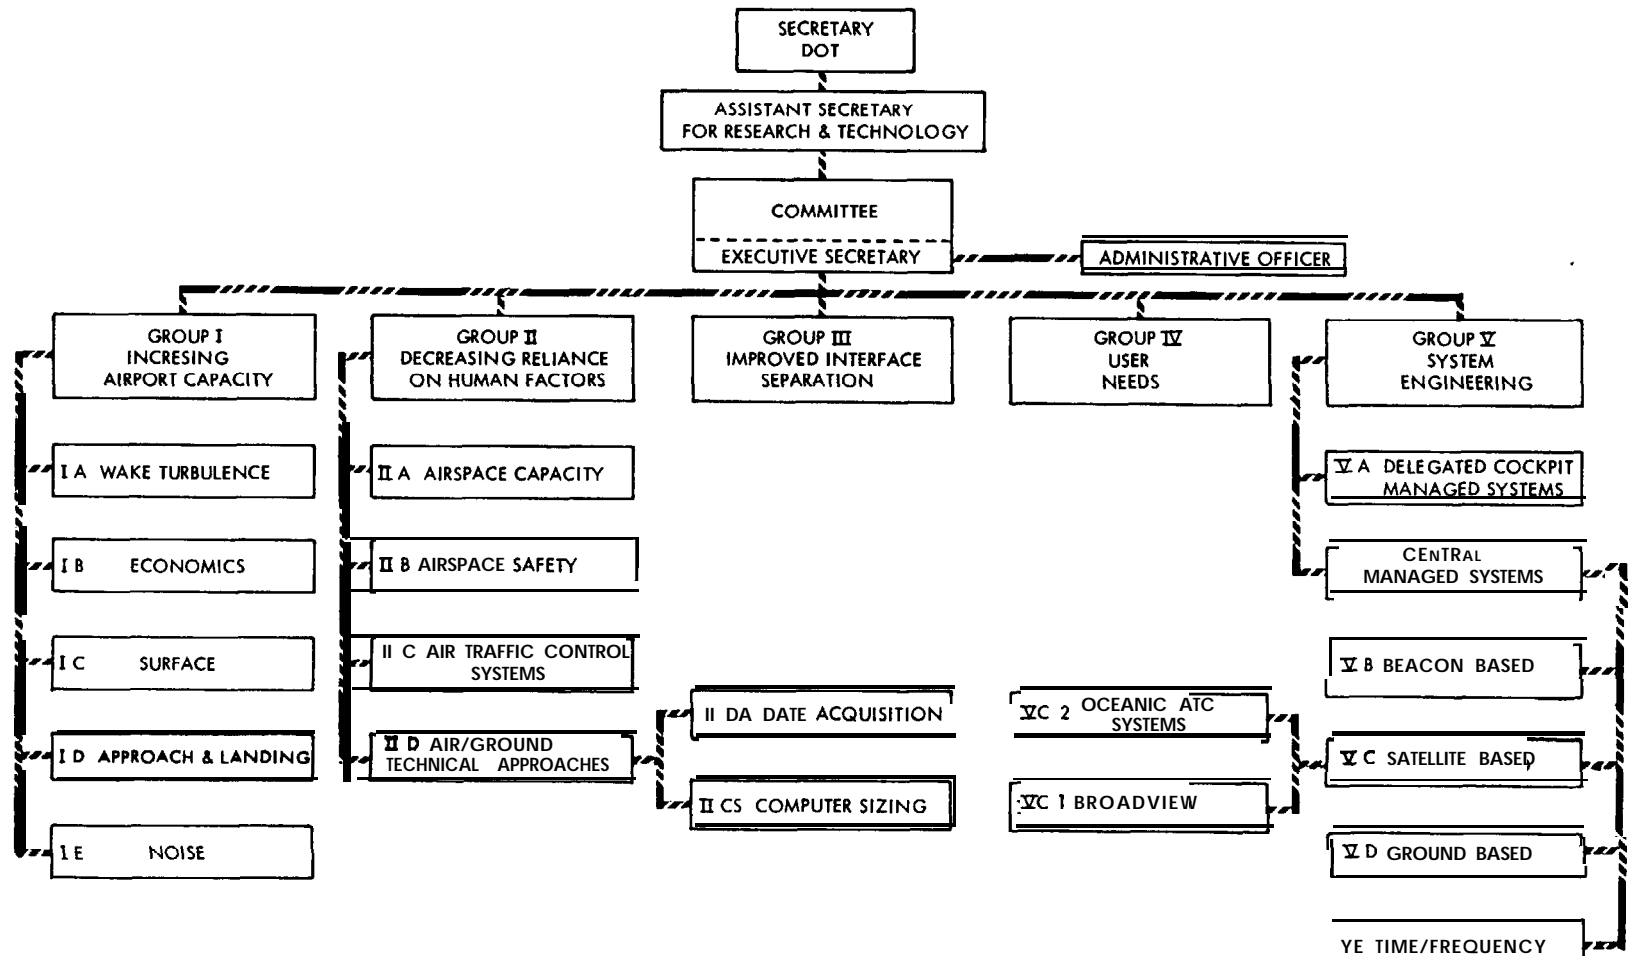 SECRETARY
DOT
ASSISTANT SECRETARY
FOR RESEARCH & TECHNOLOGY
COMMITTEE
EXECUTIVE SECRETARY
ADMINISTRATIVE OFFICER
GROUP I
INCRESING
AIRPORT CAPACITY
GROUP II
DECREASING RELIANCE
ON HUMAN FACTORS
GROUP III
IMPROVED INTERFACE
SEPARATION
GROUP IV
USER
NEEDS
GROUP V
SYSTEM
ENGINEERING
I A WAKE TURBULENCE
I B ECONOMICS
I C SURFACE
I D APPROACH & LANDING
I E NOISE
II A AIRSPACE CAPACITY
II B AIRSPACE SAFETY
II C AIR TRAFFIC CONTROL
SYSTEMS
II D AIR/GROUND
TECHNICAL APPROACHES
II DA DATE ACQUISITION
II CS COMPUTER SIZING
VC 2 OCEANIC ATC
SYSTEMS
VC 1 BROADVIEW
V A DELEGATED COCKPIT
MANAGED SYSTEMS
CEnTRAL
MANAGED SYSTEMS
V B BEACON BASED
V C SATELLITE BASED
V D GROUND BASED
YE TIME/FREQUENCY